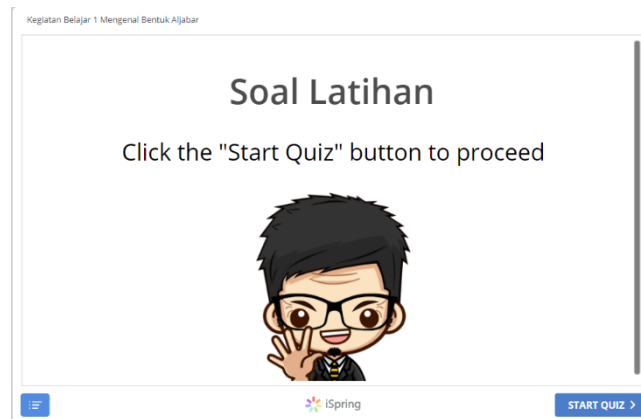 Kegiatan Belajar 1 Mengenal Bentuk Aljabar
Soal Latihan
Click the "Start Quiz" button to proceed
iSpring
START QUIZ